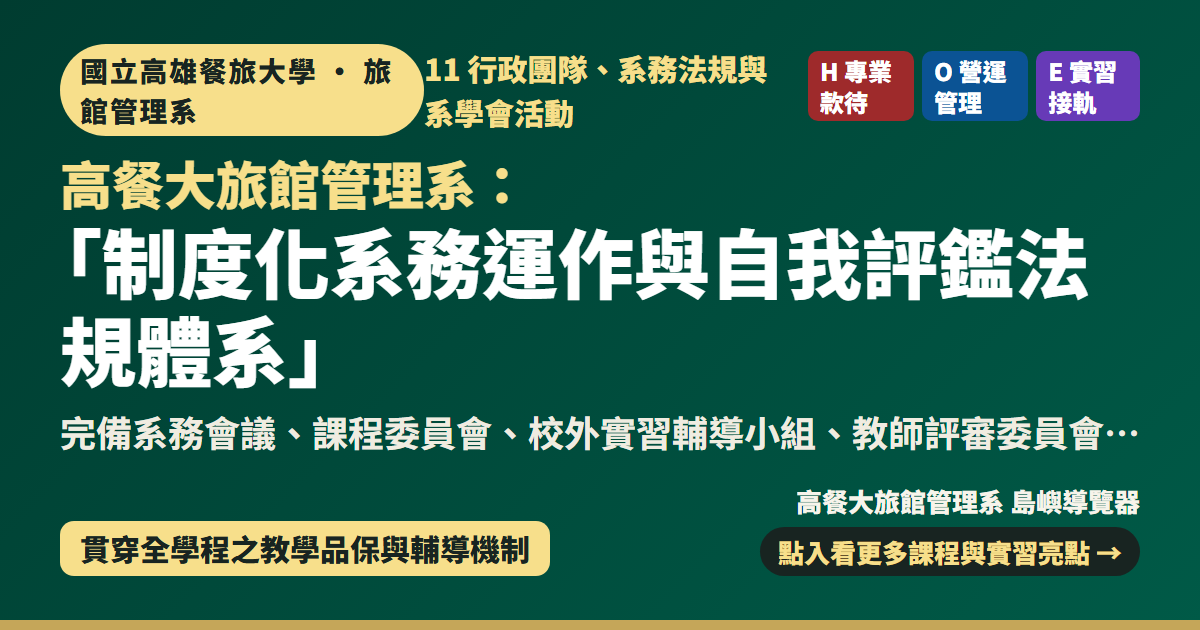 國立高雄餐旅大學 • 旅
館管理系
11 行政團隊、系務法規與
系學會活動
H 專業
款待
O 營運
管理
E 實習
接軌
高餐大旅館管理系：
「制度化系務運作與自我評鑑法
規體系」
完備系務會議、課程委員會、校外實習輔導小組、教師評審委員會…
高餐大旅館管理系 島嶼導覽器
貫穿全學程之教學品保與輔導機制
點入看更多課程與實習亮點 →